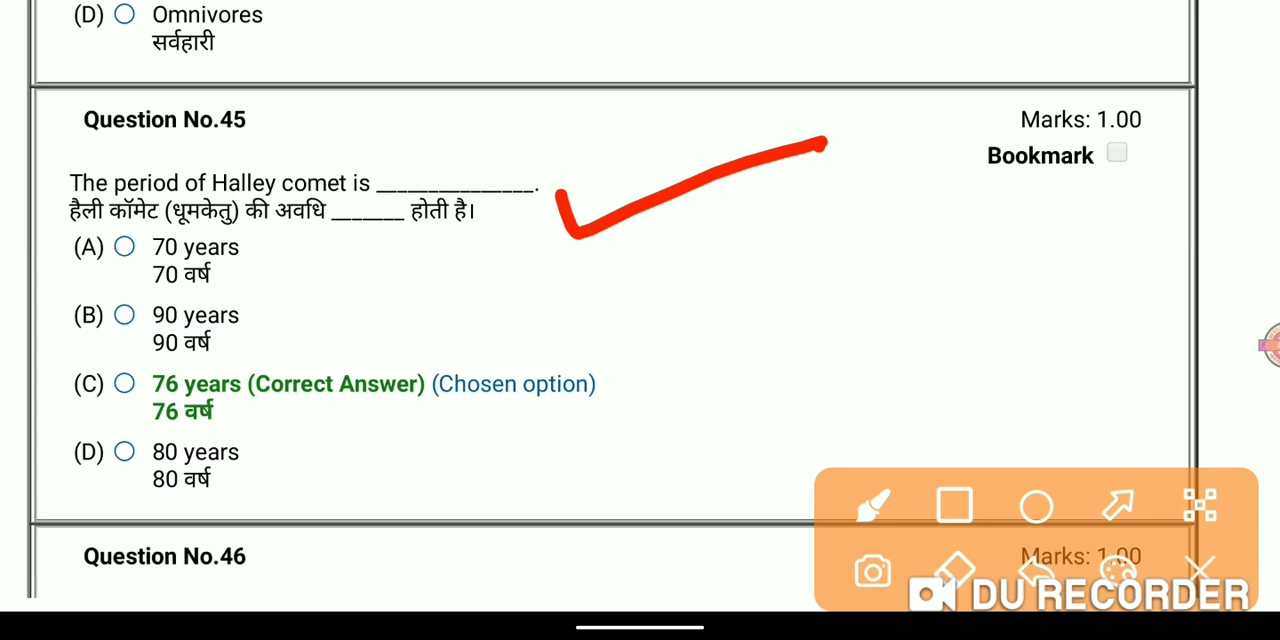 (D) Omnivores
सर्वहारी
Question No.45 Marks: 1.00
Bookmark
The period of Halley comet is _______________.
हैली कॉमेट (धूमकेतु) की अवधि _______ होती है।
(A) 70 years
70 वर्ष
(B) 90 years
90 वर्ष
(C) 76 years (Correct Answer) (Chosen option)
76 वर्ष
(D) 80 years
80 वर्ष
Question No.46 Marks: 1.00
DU RECORDER